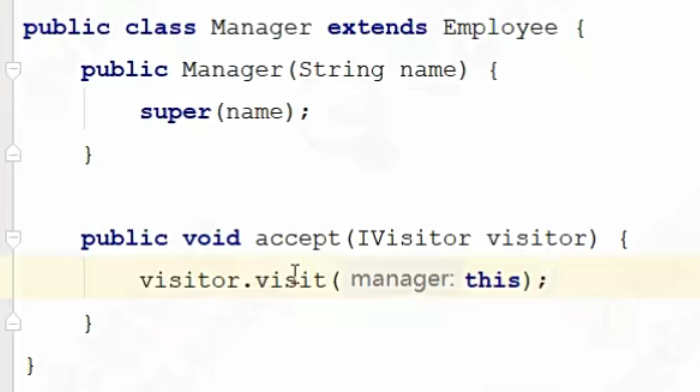 public class Manager extends Employee {
public Manager(String name) {
super(name);
}
public void accept(IVisitor visitor) {
visitor.visit( manager: this);
}
}